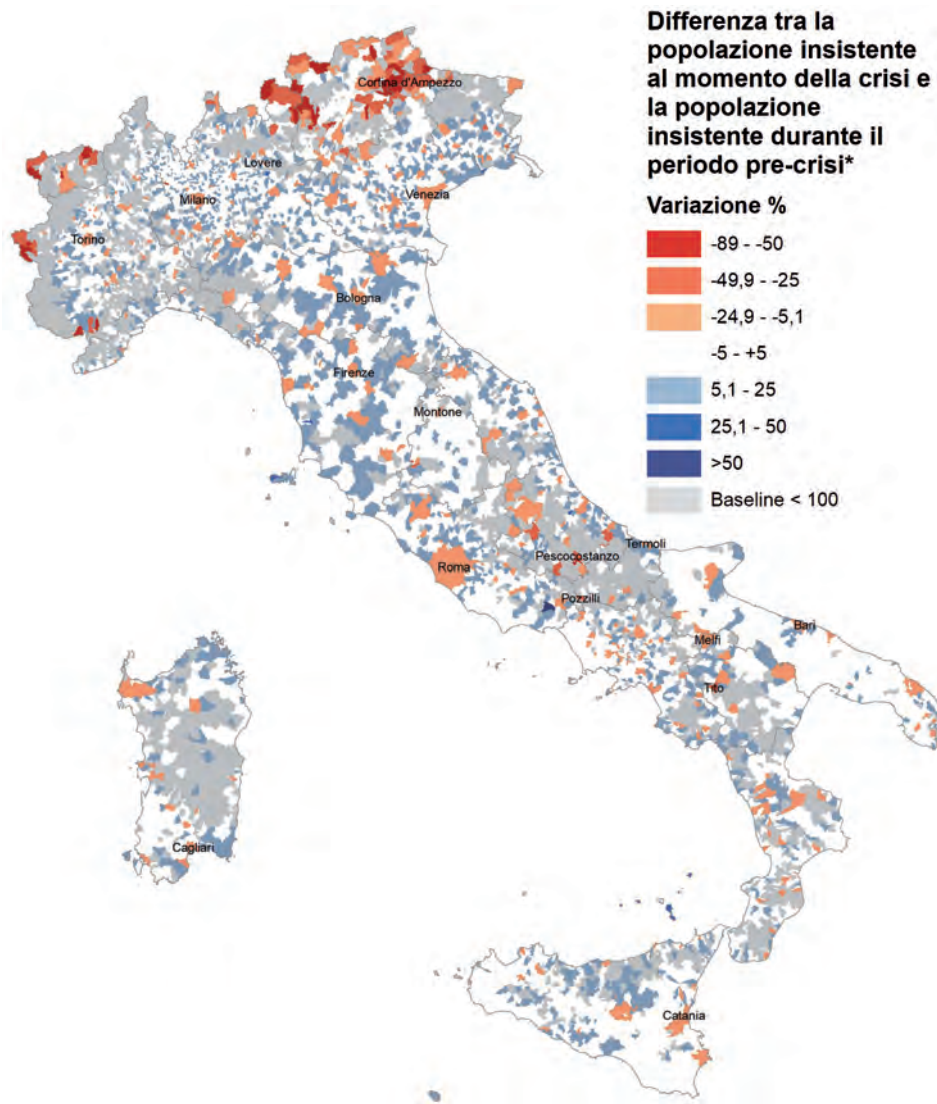 Differenza tra la
popolazione insistente
al momento della crisi e
la popolazione
insistente durante il
periodo pre-crisi*
Variazione %
-89 - -50
-49,9 - -25
-24,9 - -5,1
-5 - +5
5,1 - 25
25,1 - 50
>50
Baseline < 100
Cortina d'Ampezzo
Lovere
Milano
Venezia
Torino
Bologna
Firenze
Montone
Pescocostanzo
Termoli
Roma
Pozzilli
Bari
Melfi
Tito
Cagliari
Catania